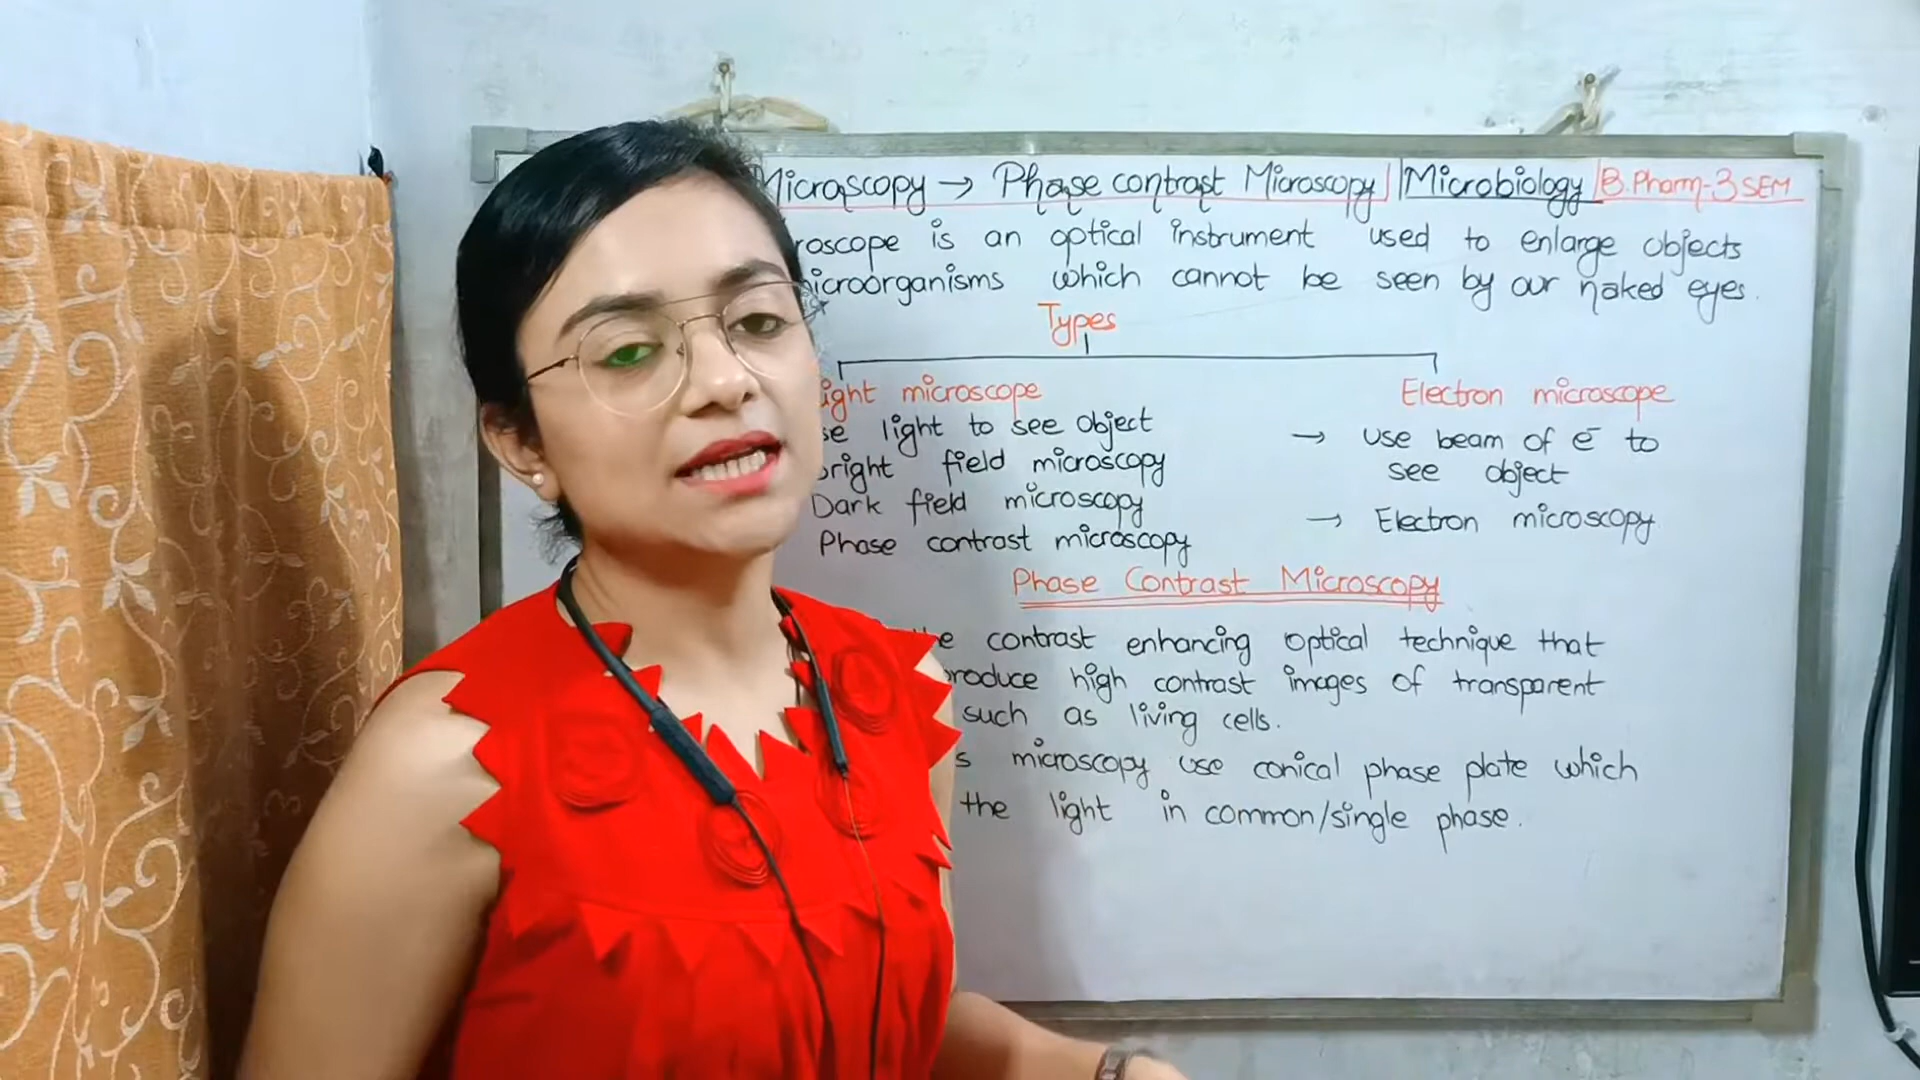 Microscopy → Phase contrast Microscopy | Microbiology | B.Pharm-3 SEM
roscope is an optical instrument used to enlarge objects
microorganisms which cannot be seen by our naked eyes.
Types
ight microscope
Electron microscope
se light to see object
→ use beam of e⁻ to
see object
bright field microscopy
Dark field microscopy
→ Electron microscopy
Phase contrast microscopy
Phase Contrast Microscopy
e contrast enhancing optical technique that
produce high contrast images of transparent
such as living cells.
s microscopy use conical phase plate which
the light in common/single phase.